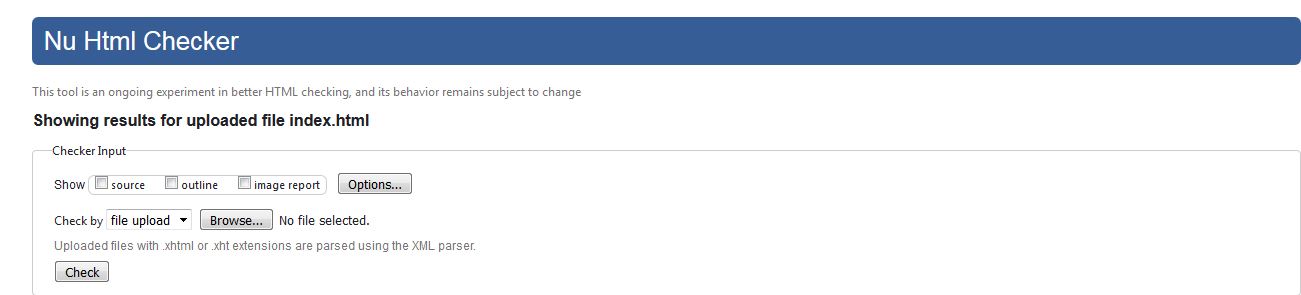 Nu Html Checker
This tool is an ongoing experiment in better HTML checking, and its behavior remains subject to change
Showing results for uploaded file index.html
Checker Input
Show source outline image report Options...
Check by file upload Browse... No file selected.
Uploaded files with .xhtml or .xht extensions are parsed using the XML parser.
Check